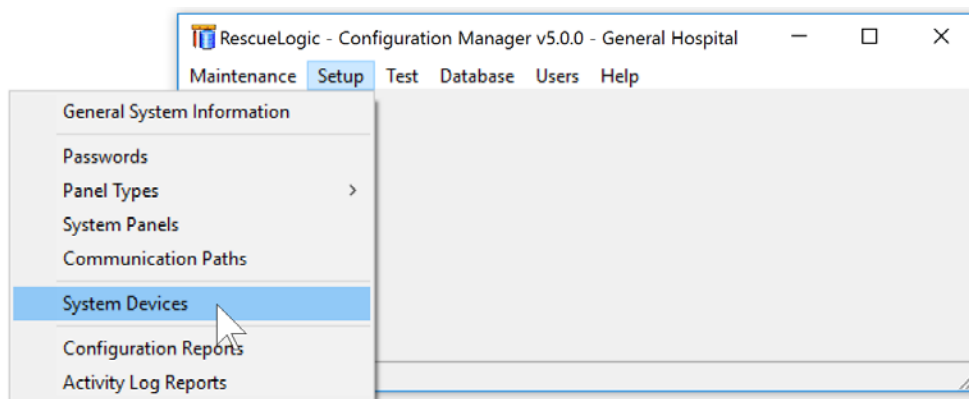 RescueLogic - Configuration Manager v5.0.0 - General Hospital
Maintenance Setup Test Database Users Help
General System Information
Passwords
Panel Types
System Panels
Communication Paths
System Devices
Configuration Reports
Activity Log Reports